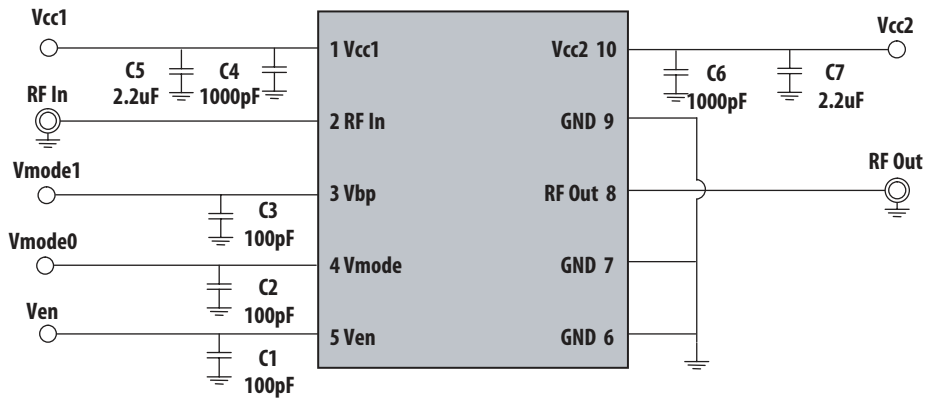 Vcc1
Vcc2
1 Vcc1
Vcc2 10
C5
2.2uF
C4
1000pF
C6
1000pF
C7
2.2uF
RF In
2 RF In
GND 9
Vmode1
3 Vbp
RF Out 8
RF Out
C3
100pF
Vmode0
4 Vmode
GND 7
C2
100pF
Ven
5 Ven
GND 6
C1
100pF